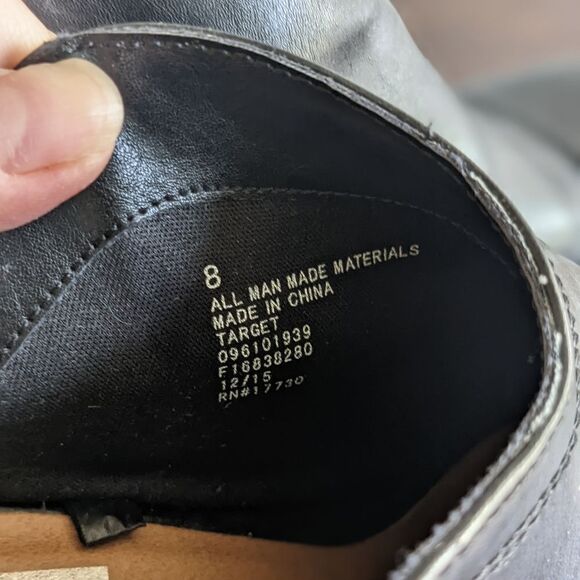 8
ALL MAN MADE MATERIALS
MADE IN CHINA
TARGET
096101939
F16838280
12/15
RN#17730